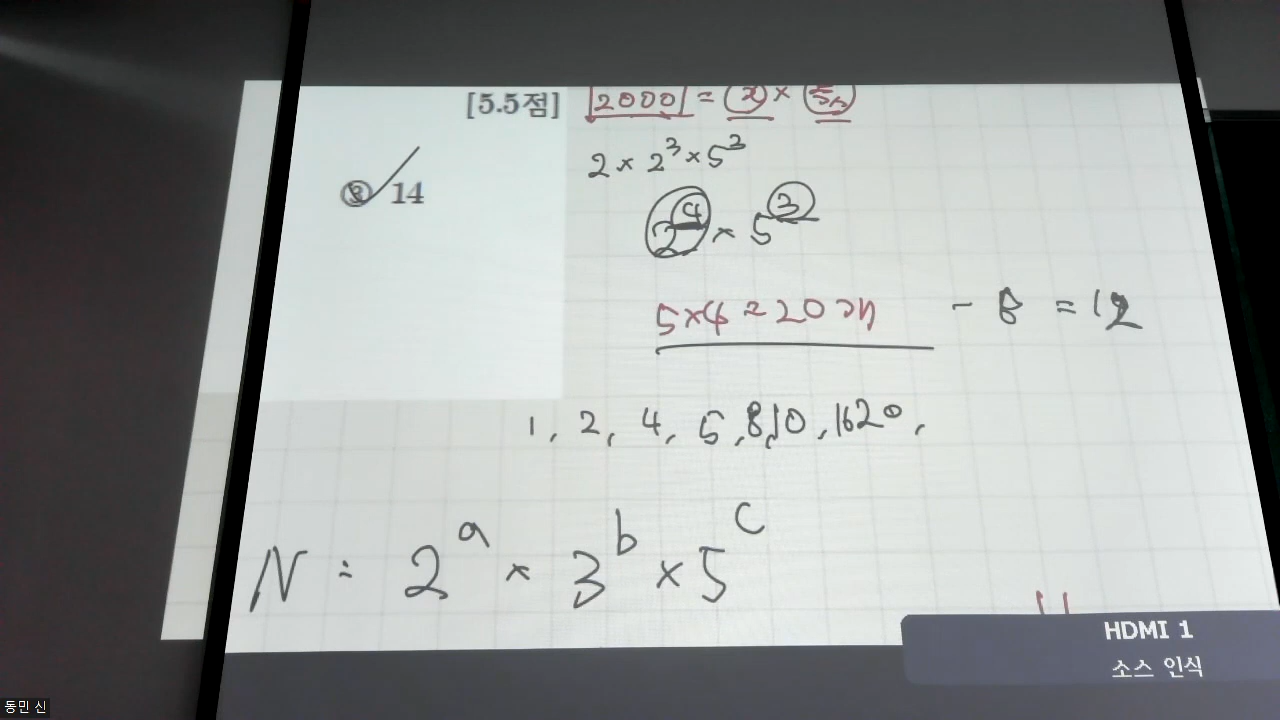 [5.5점] |2000| = x × 5n
2 × 2³ × 5³
③ 14
2⁴ × 5³
5×4=20개 - 8 = 12
1, 2, 4, 5, 8, 10, 16 20,
N = 2ᵃ × 3ᵇ × 5ᶜ
HDMI 1
소스 인식
동민 신